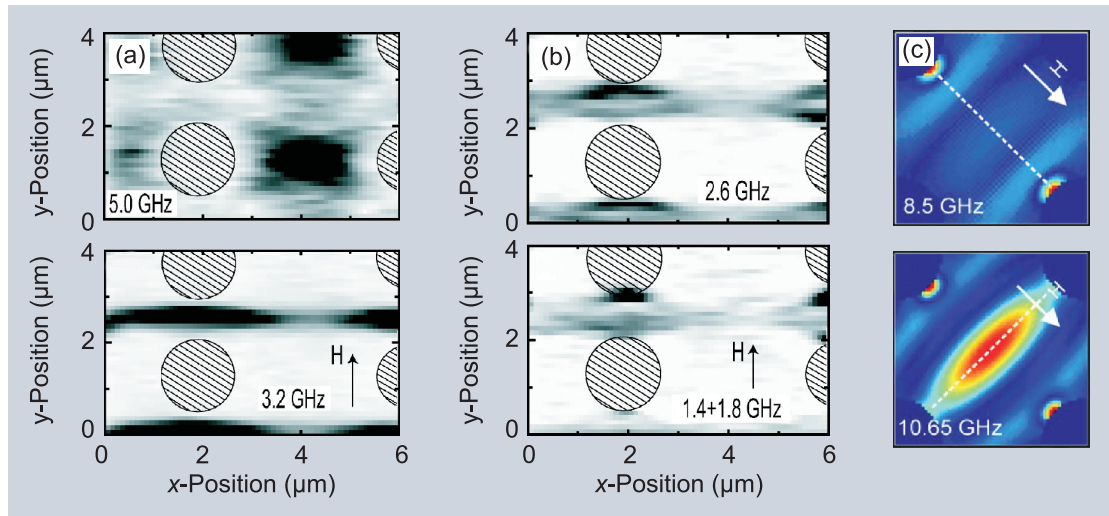 (a)
y-Position (µm)
4
2
0
5.0 GHz
(b)
y-Position (µm)
4
2
0
2.6 GHz
(c)
H
8.5 GHz
y-Position (µm)
4
2
0
H
3.2 GHz
0 2 4 6
x-Position (µm)
y-Position (µm)
4
2
0
H
1.4+1.8 GHz
0 2 4 6
x-Position (µm)
H
10.65 GHz